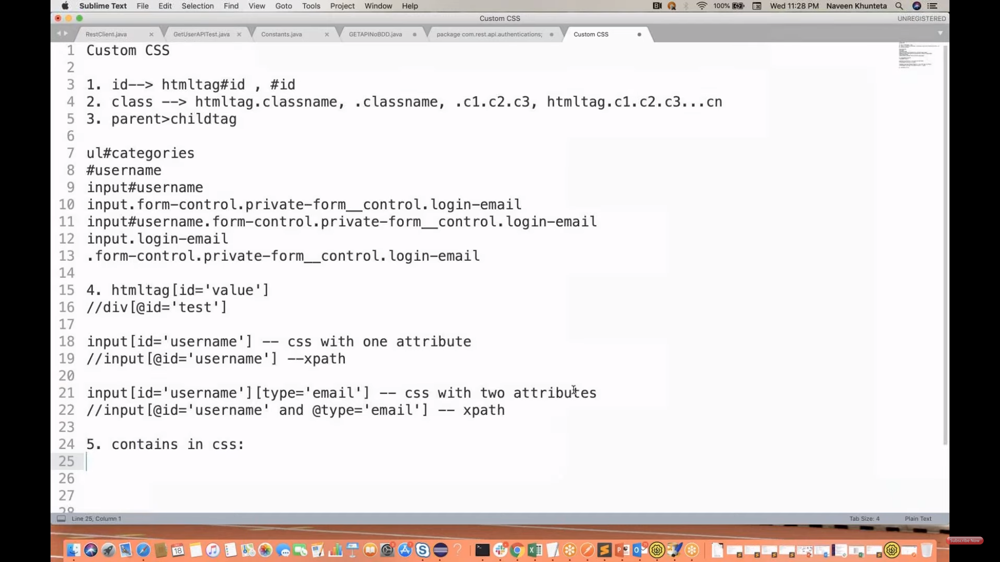 Sublime Text File Edit Selection Find View Goto Tools Project Window Help 100% Wed 11:28 PM Naveen Khunteta
Custom CSS UNREGISTERED
RestClient.java GetUserAPITest.java Constants.java GETAPINoBDD.java package com.rest.api.authentications; Custom CSS
1 Custom CSS
2
3 1. id--> htmltag#id , #id
4 2. class --> htmltag.classname, .classname, .c1.c2.c3, htmltag.c1.c2.c3...cn
5 3. parent>childtag
6
7 ul#categories
8 #username
9 input#username
10 input.form-control.private-form__control.login-email
11 input#username.form-control.private-form__control.login-email
12 input.login-email
13 .form-control.private-form__control.login-email
14
15 4. htmltag[id='value']
16 //div[@id='test']
17
18 input[id='username'] -- css with one attribute
19 //input[@id='username'] --xpath
20
21 input[id='username'][type='email'] -- css with two attributes
22 //input[@id='username' and @type='email'] -- xpath
23
24 5. contains in css:
25
26
27
28
Line 25, Column 1 Tab Size: 4 Plain Text
18
Subscribe Now